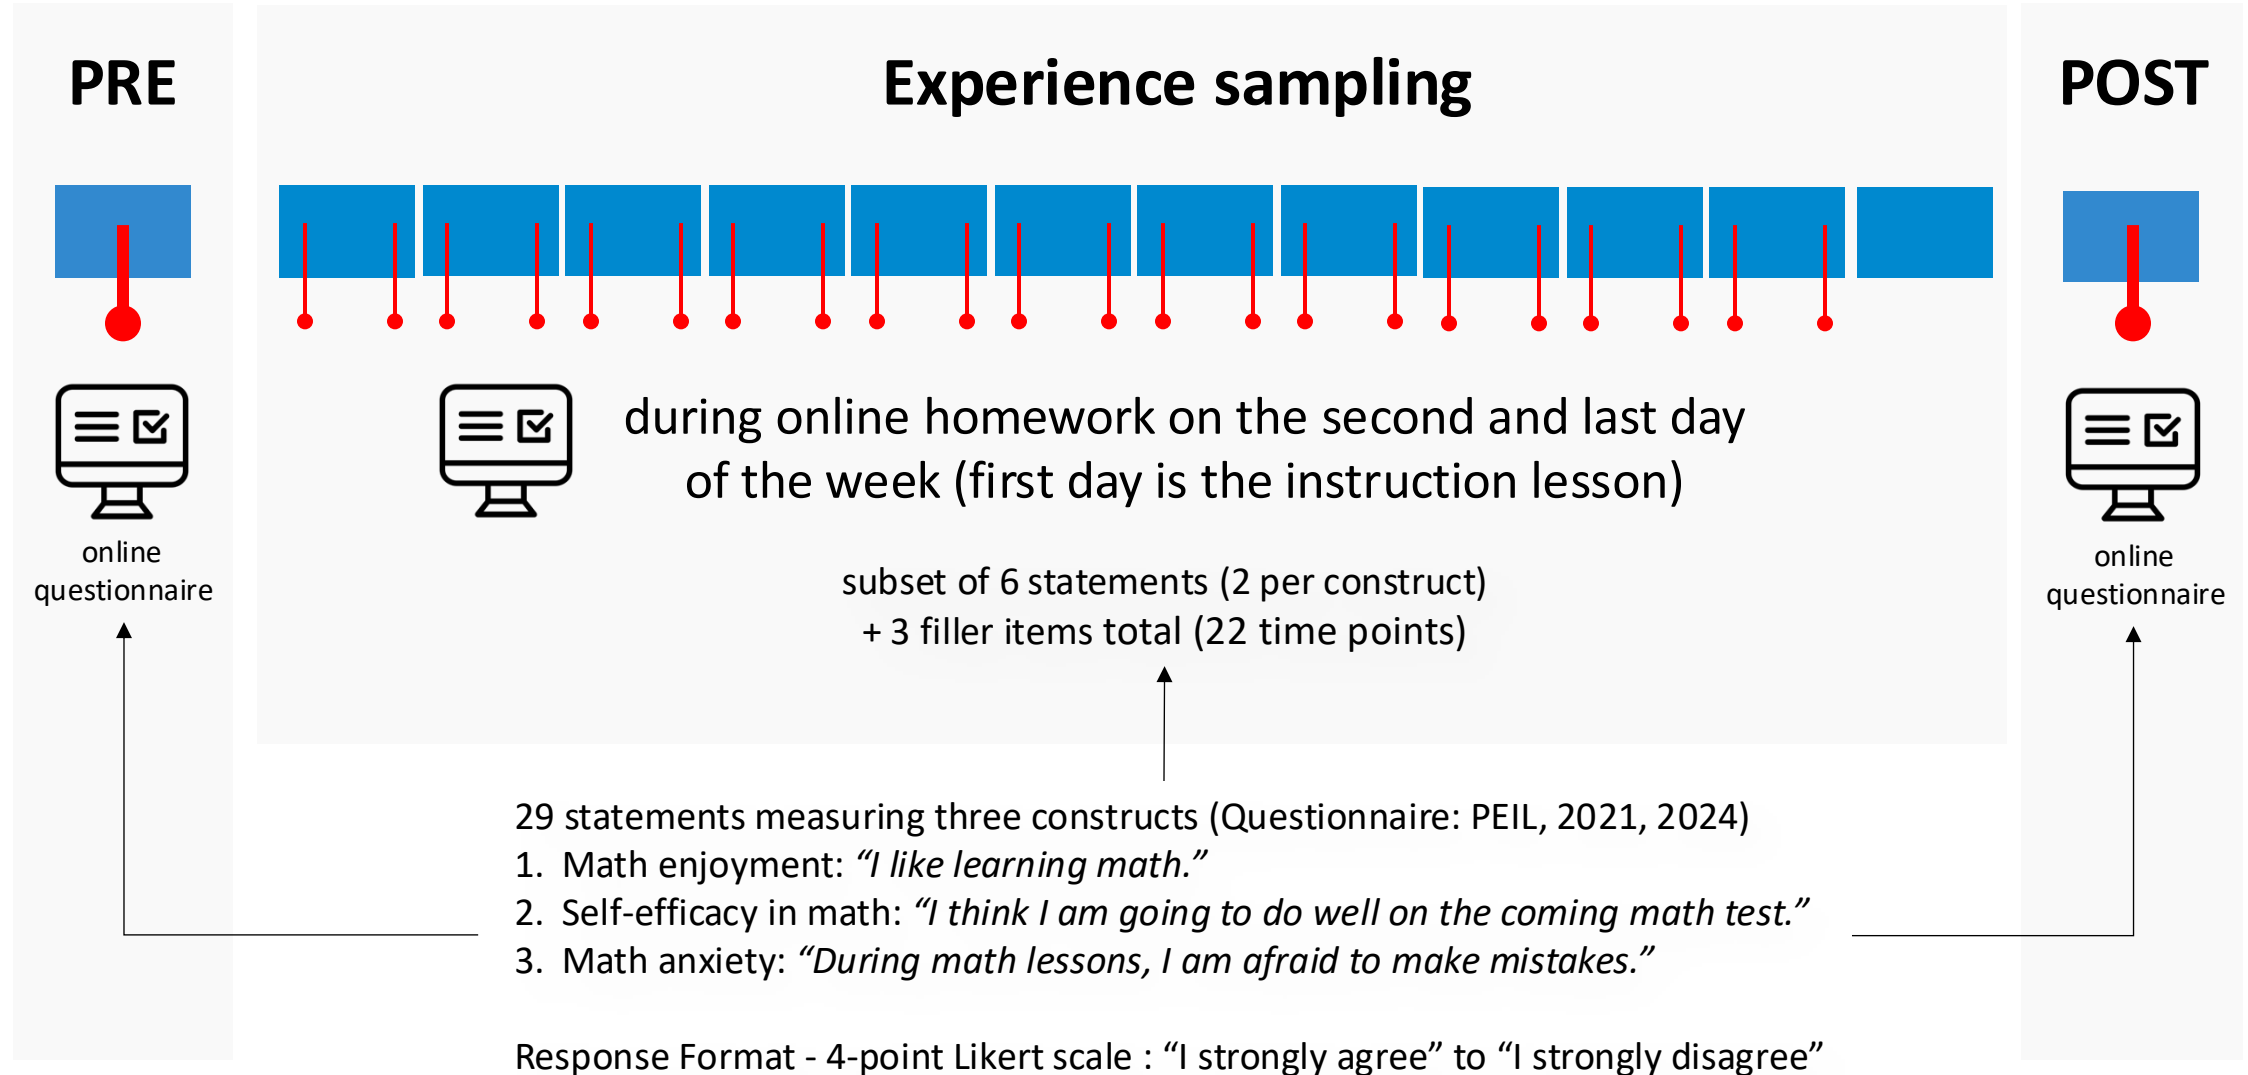 PRE
Experience sampling
POST
during online homework on the second and last day
of the week (first day is the instruction lesson)
online
questionnaire
online
questionnaire
subset of 6 statements (2 per construct)
+ 3 filler items total (22 time points)
29 statements measuring three constructs (Questionnaire: PEIL, 2021, 2024)
1. Math enjoyment: “I like learning math.”
2. Self-efficacy in math: “I think I am going to do well on the coming math test.”
3. Math anxiety: “During math lessons, I am afraid to make mistakes.”
Response Format - 4-point Likert scale : “I strongly agree” to “I strongly disagree”